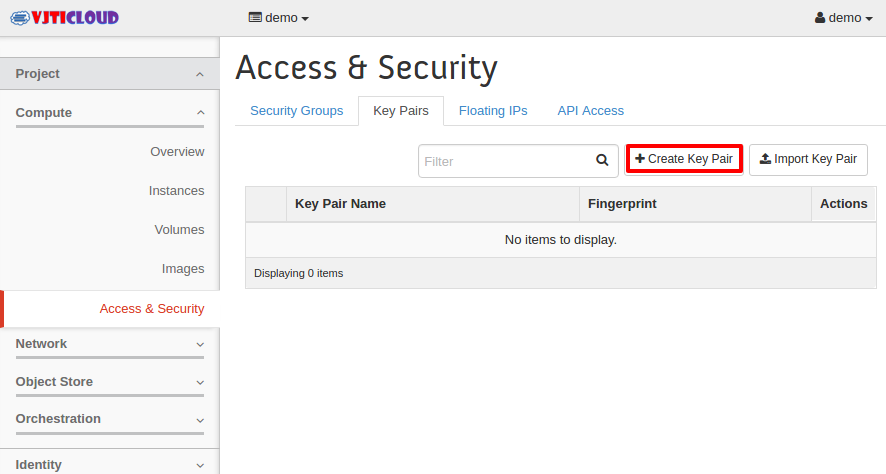 VJTICLOUD
demo
demo
Project
Compute
Overview
Instances
Volumes
Images
Access & Security
Network
Object Store
Orchestration
Identity
Access & Security
Security Groups
Key Pairs
Floating IPs
API Access
Filter
Create Key Pair
Import Key Pair
Key Pair Name
Fingerprint
Actions
No items to display.
Displaying 0 items